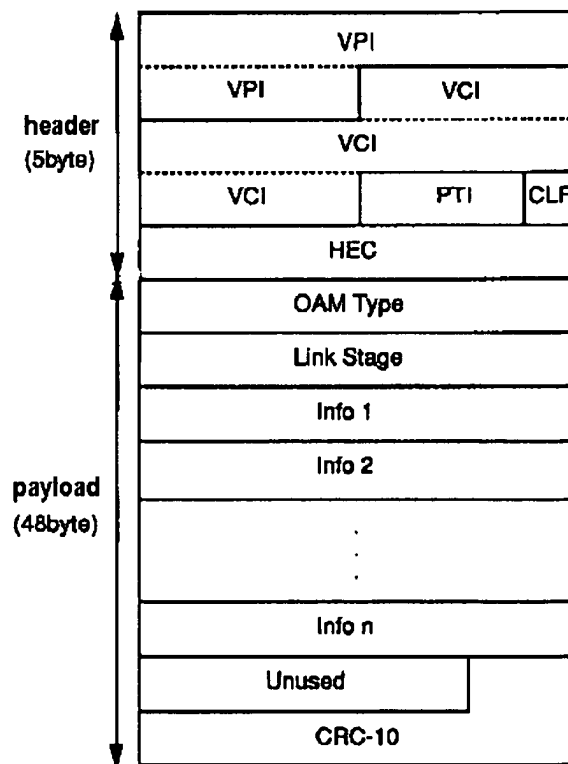 VPI
VPI VCI
header
(5byte)
VCI
VCI PTI CLP
HEC
OAM Type
Link Stage
Info 1
Info 2
payload
(48byte)
Info n
Unused
CRC-10